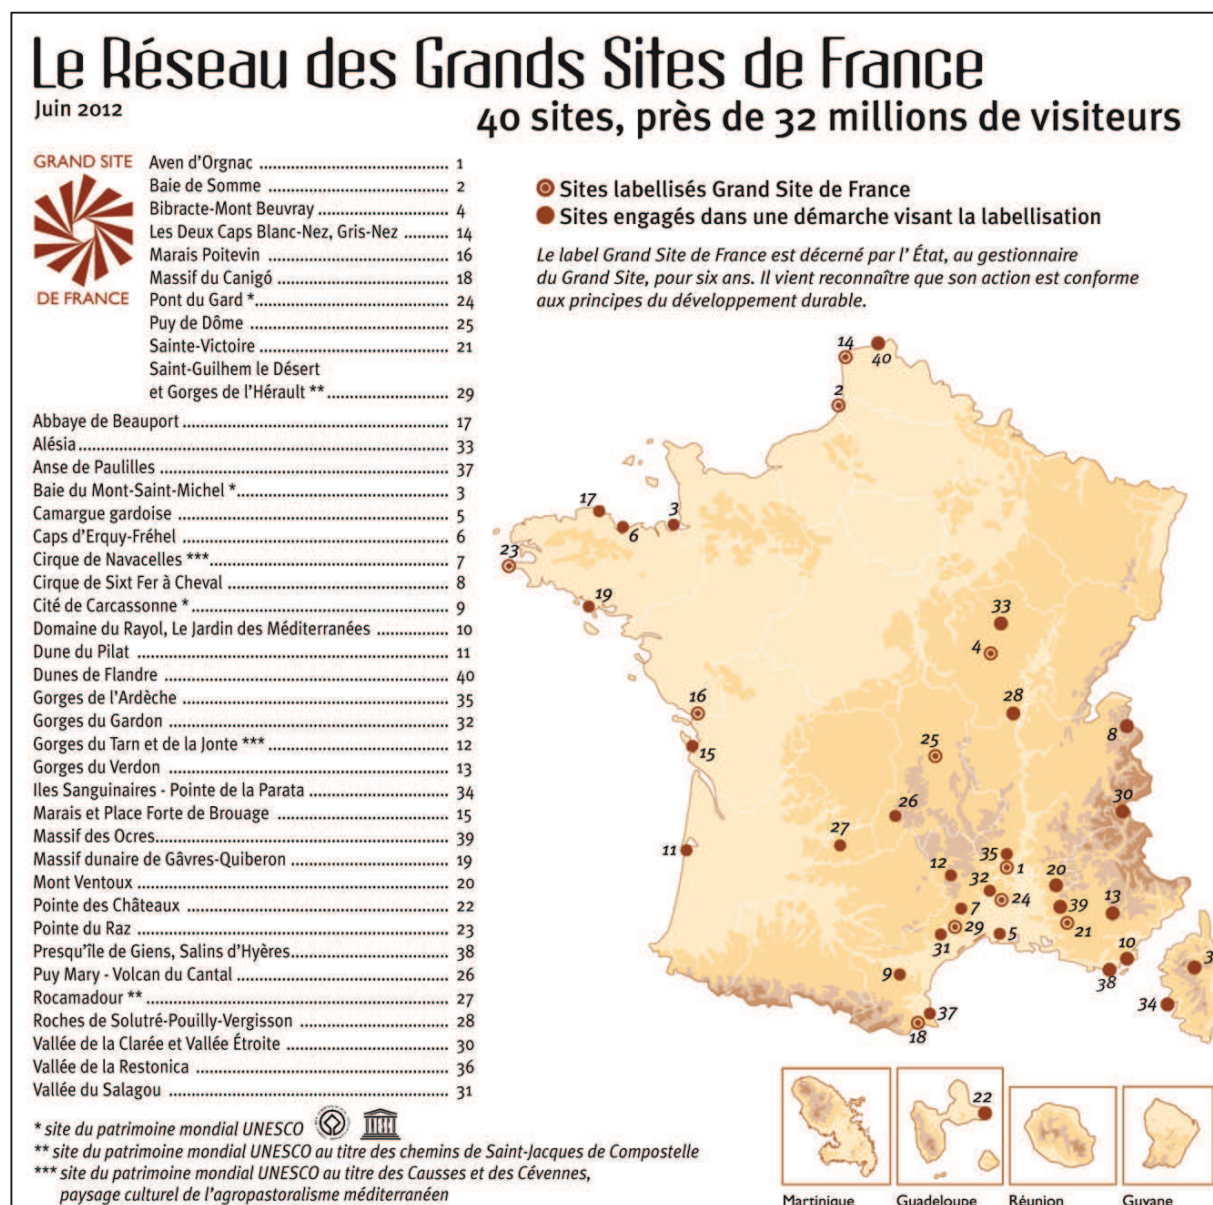 Le Réseau des Grands Sites de France
Juin 2012
40 sites, près de 32 millions de visiteurs
GRAND SITE
DE FRANCE
Aven d'Orgnac ........ 1
Baie de Somme ........ 2
Bibracte-Mont Beuvray ........ 4
Les Deux Caps Blanc-Nez, Gris-Nez ........ 14
Marais Poitevin ........ 16
Massif du Canigó ........ 18
Pont du Gard * ........ 24
Puy de Dôme ........ 25
Sainte-Victoire ........ 21
Saint-Guilhem le Désert
et Gorges de l'Hérault ** ........ 29
Abbaye de Beauport ........ 17
Alésia ........ 33
Anse de Paulilles ........ 37
Baie du Mont-Saint-Michel * ........ 3
Camargue gardoise ........ 5
Caps d'Erquy-Fréhel ........ 6
Cirque de Navacelles *** ........ 7
Cirque de Sixt Fer à Cheval ........ 8
Cité de Carcassonne * ........ 9
Domaine du Rayol, Le Jardin des Méditerranées ........ 10
Dune du Pilat ........ 11
Dunes de Flandre ........ 40
Gorges de l'Ardèche ........ 35
Gorges du Gardon ........ 32
Gorges du Tarn et de la Jonte *** ........ 12
Gorges du Verdon ........ 13
Iles Sanguinaires - Pointe de la Parata ........ 34
Marais et Place Forte de Brouage ........ 15
Massif des Ocres ........ 39
Massif dunaire de Gâvres-Quiberon ........ 19
Mont Ventoux ........ 20
Pointe des Châteaux ........ 22
Pointe du Raz ........ 23
Presqu'île de Giens, Salins d'Hyères ........ 38
Puy Mary - Volcan du Cantal ........ 26
Rocamadour ** ........ 27
Roches de Solutré-Pouilly-Vergisson ........ 28
Vallée de la Clarée et Vallée Étroite ........ 30
Vallée de la Restonica ........ 36
Vallée du Salagou ........ 31
* site du patrimoine mondial UNESCO
UNESCO
** site du patrimoine mondial UNESCO au titre des chemins de Saint-Jacques de Compostelle
*** site du patrimoine mondial UNESCO au titre des Causses et des Cévennes,
paysage culturel de l'agropastoralisme méditerranéen
Sites labellisés Grand Site de France
Sites engagés dans une démarche visant la labellisation
Le label Grand Site de France est décerné par l' État, au gestionnaire
du Grand Site, pour six ans. Il vient reconnaître que son action est conforme
aux principes du développement durable.
14
40
2
17
6
3
23
19
33
4
16
28
8
15
25
30
26
27
11
35
1
12
32
20
24
39
13
7
29
21
31
5
10
38
9
3
34
37
18
22
Martinique
Guadeloupe
Réunion
Guyane